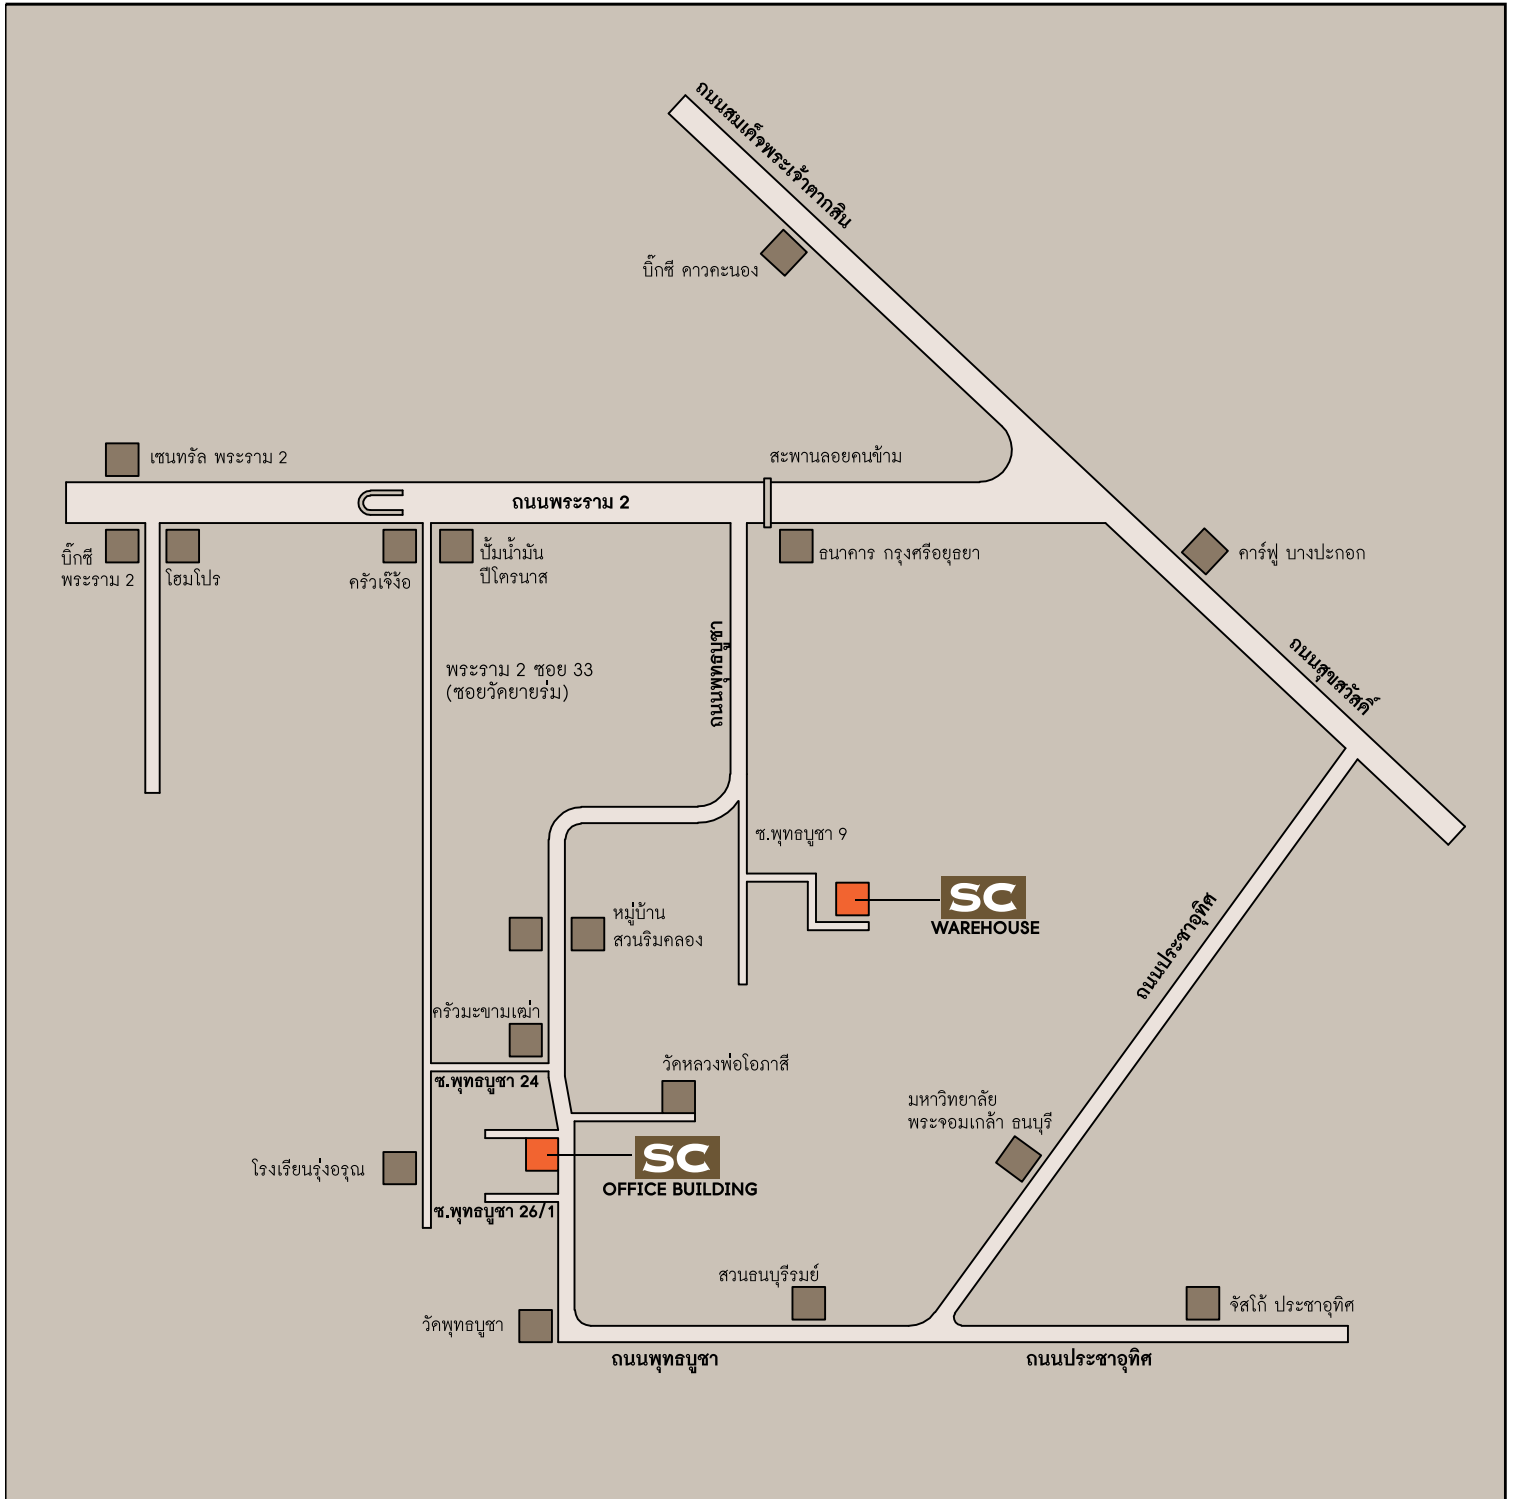 ถนนสมเด็จพระเจ้าตากสิน
บิ๊กซี ดาวคะนอง
เซนทรัล พระราม 2
สะพานลอยคนข้าม
ถนนพระราม 2
บิ๊กซี
พระราม 2
โฮมโปร
ครัวเจ๊ง้อ
ปั้มน้ำมัน
ปิโตรนาส
ธนาคาร กรุงศรีอยุธยา
คาร์ฟู บางปะกอก
ถนนสุขสวัสดิ์
พระราม 2 ซอย 33
(ซอยวัดยายร่ม)
ถนนพุทธบูชา
ซ.พุทธบูชา 9
SC
WAREHOUSE
หมู่บ้าน
สวนริมคลอง
ถนนประชาอุทิศ
ครัวมะขามเฒ่า
วัดหลวงพ่อโอภาสี
ซ.พุทธบูชา 24
มหาวิทยาลัย
พระจอมเกล้า ธนบุรี
โรงเรียนรุ่งอรุณ
SC
OFFICE BUILDING
ซ.พุทธบูชา 26/1
สวนธนบุรีรมย์
จัสโก้ ประชาอุทิศ
วัดพุทธบูชา
ถนนพุทธบูชา
ถนนประชาอุทิศ